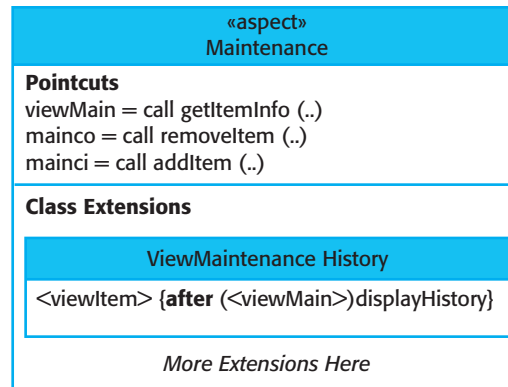 «aspect»
Maintenance
Pointcuts
viewMain = call getItemInfo (..)
mainco = call removeItem (..)
mainci = call addItem (..)
Class Extensions
ViewMaintenance History
<viewItem> {after (<viewMain>)displayHistory}
More Extensions Here